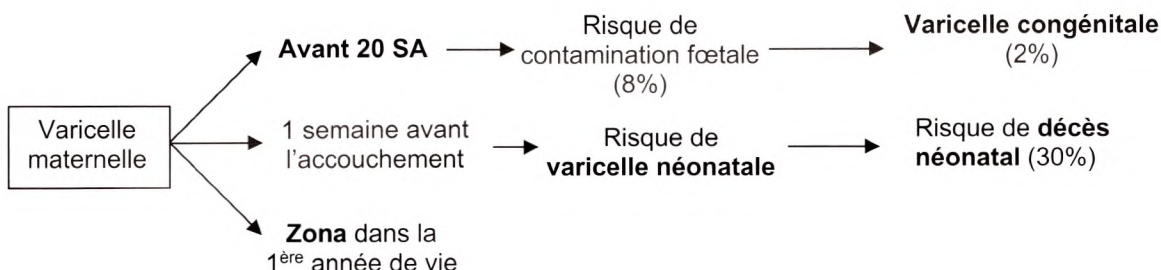 Varicelle
maternelle
Avant 20 SA
Risque de
contamination fœtale
(8%)
Varicelle congénitale
(2%)
1 semaine avant
l'accouchement
Risque de
varicelle néonatale
Risque de décès
néonatal (30%)
Zona dans la
1ère année de vie